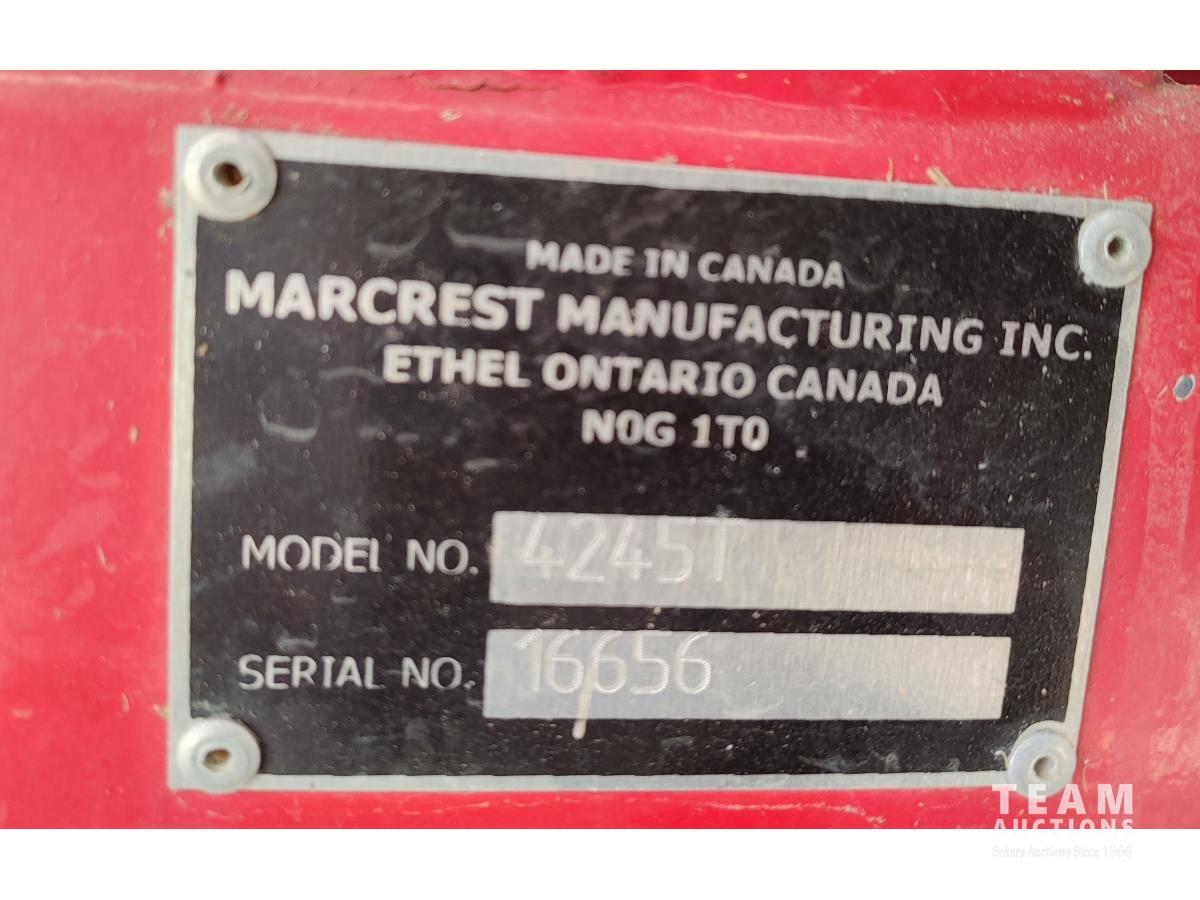 MADE IN CANADA
MARCREST MANUFACTURING INC.
ETHEL ONTARIO CANADA
N0G 1T0
MODEL NO. 4245T
SERIAL NO. 16656
TEAM
AUCTIONS
Sekura Auctions Since 1966